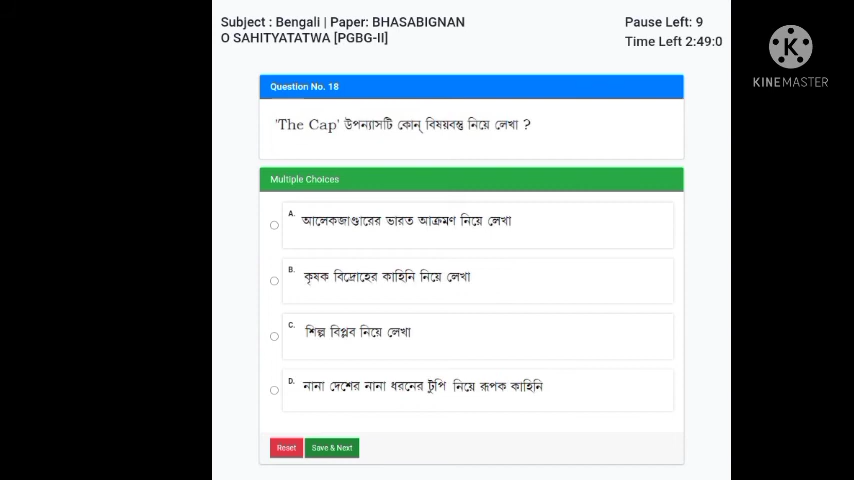 Subject : Bengali | Paper: BHASABIGNAN
O SAHITYATATWA [PGBG-II]
Pause Left: 9
Time Left 2:49:0
K
KINEMASTER
Question No. 18
'The Cap' উপন্যাসটি কোন্ বিষয়বস্তু নিয়ে লেখা ?
Multiple Choices
A. আলেকজাণ্ডারের ভারত আক্রমণ নিয়ে লেখা
B. কৃষক বিদ্রোহের কাহিনি নিয়ে লেখা
C. শিল্প বিপ্লব নিয়ে লেখা
D. নানা দেশের নানা ধরনের টুপি নিয়ে রূপক কাহিনি
Reset Save & Next